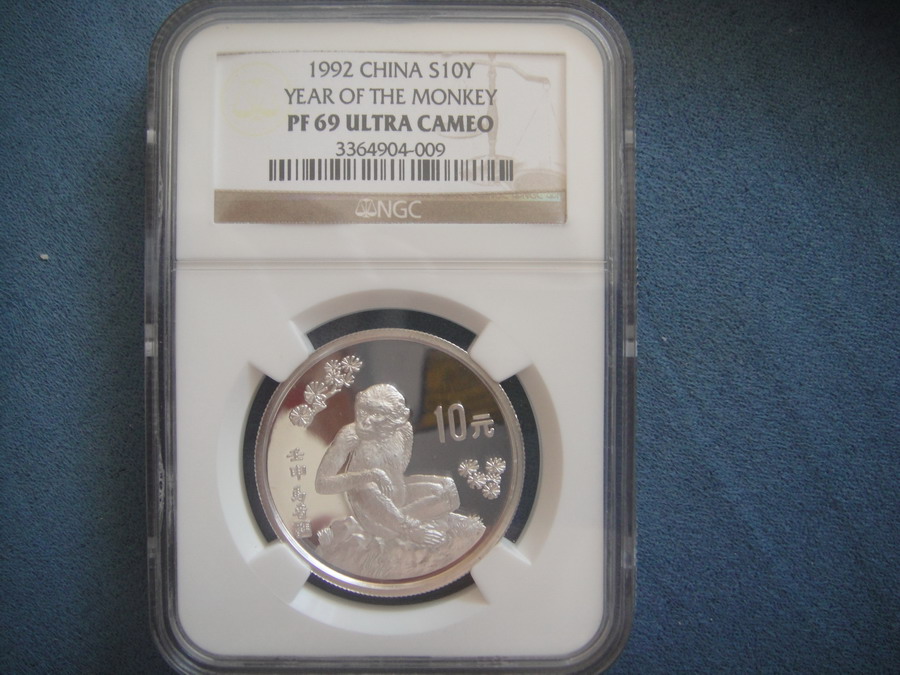 1992 CHINA S10Y
YEAR OF THE MONKEY
PF 69 ULTRA CAMEO
3364904-009
NGC
10元